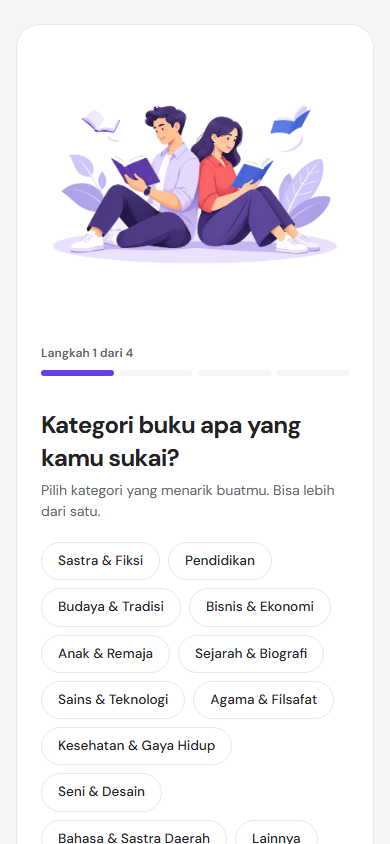 Langkah 1 dari 4
Kategori buku apa yang
kamu sukai?
Pilih kategori yang menarik buatmu. Bisa lebih
dari satu.
Sastra & Fiksi
Pendidikan
Budaya & Tradisi
Bisnis & Ekonomi
Anak & Remaja
Sejarah & Biografi
Sains & Teknologi
Agama & Filsafat
Kesehatan & Gaya Hidup
Seni & Desain
Bahasa & Sastra Daerah
Lainnya